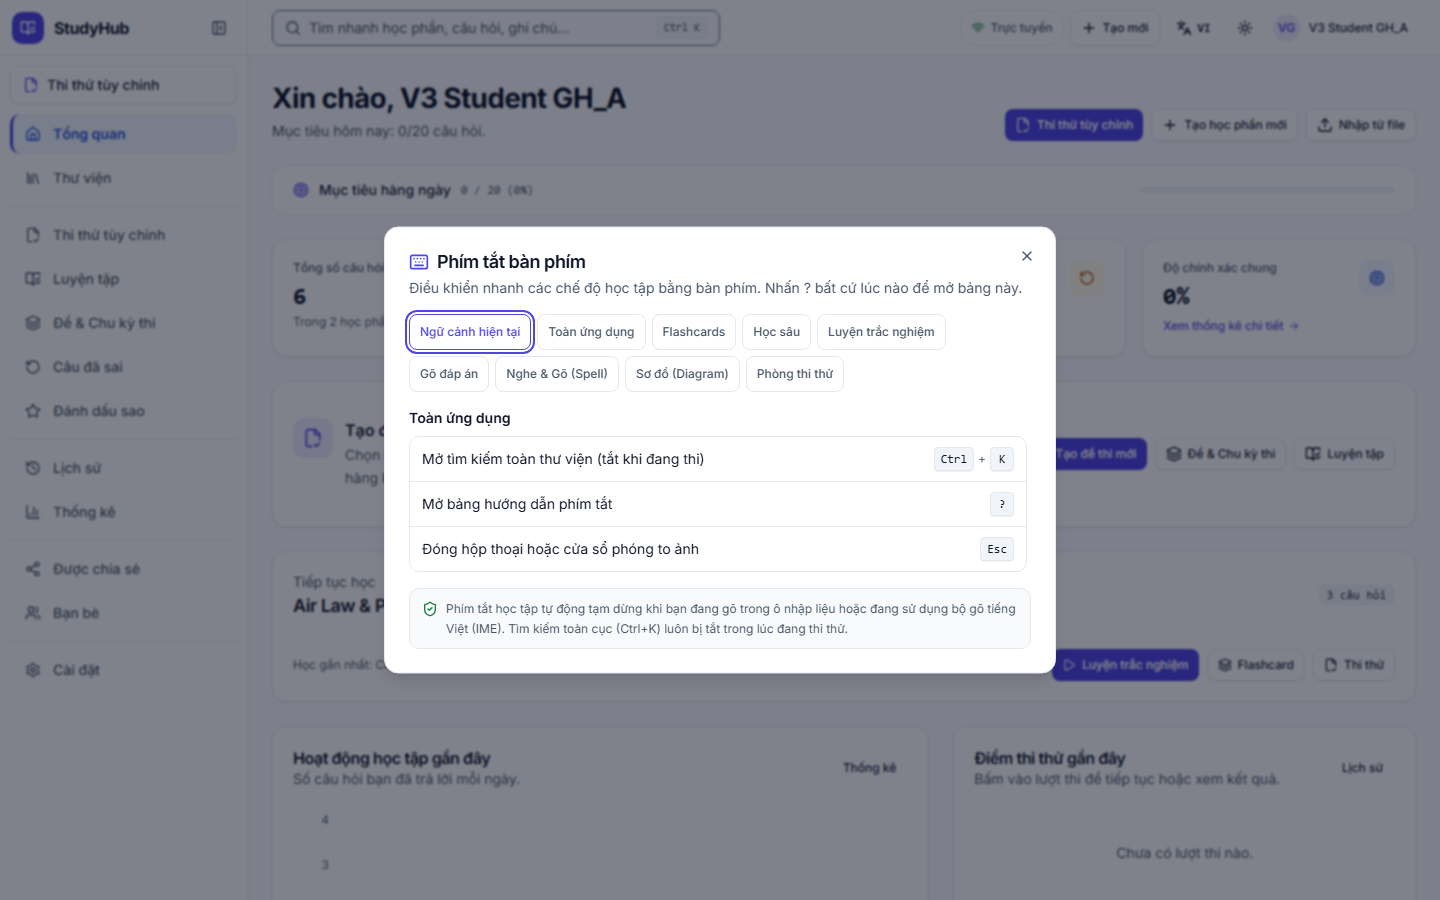 StudyHub
Tìm nhanh học phần, câu hỏi, ghi chú...
Ctrl K
Trực tuyến
Tạo mới
VI
VG
V3 Student GH_A
Thi thử tùy chỉnh
Tổng quan
Thư viện
Thi thử tùy chỉnh
Luyện tập
Đề & Chu kỳ thi
Câu đã sai
Đánh dấu sao
Lịch sử
Thống kê
Được chia sẻ
Bạn bè
Cài đặt
Xin chào, V3 Student GH_A
Mục tiêu hôm nay: 0/20 câu hỏi.
Thi thử tùy chỉnh
Tạo học phần mới
Nhập từ file
Mục tiêu hàng ngày 0 / 20 (0%)
Tổng số câu hỏi
6
Trong 2 học
Độ chính xác chung
0%
Xem thống kê chi tiết →
Phím tắt bàn phím
Điều khiển nhanh các chế độ học tập bằng bàn phím. Nhấn ? bất cứ lúc nào để mở bảng này.
Ngữ cảnh hiện tại
Toàn ứng dụng
Flashcards
Học sâu
Luyện trắc nghiệm
Gõ đáp án
Nghe & Gõ (Spell)
Sơ đồ (Diagram)
Phòng thi thử
Toàn ứng dụng
Mở tìm kiếm toàn thư viện (tắt khi đang thi) Ctrl + K
Mở bảng hướng dẫn phím tắt ?
Đóng hộp thoại hoặc cửa sổ phóng to ảnh Esc
Phím tắt học tập tự động tạm dừng khi bạn đang gõ trong ô nhập liệu hoặc đang sử dụng bộ gõ tiếng
Việt (IME). Tìm kiếm toàn cục (Ctrl+K) luôn bị tắt trong lúc đang thi thử.
Chọn
hàng
Tạo đề thi mới
Đề & Chu kỳ thi
Luyện tập
Tiếp tục học
Air Law &
3 câu hỏi
Học gần nhất:
Luyện trắc nghiệm
Flashcard
Thi thử
Hoạt động học tập gần đây
Số câu hỏi bạn đã trả lời mỗi ngày.
Thống kê
4
3
Điểm thi thử gần đây
Bấm vào lượt thi để tiếp tục hoặc xem kết quả.
Lịch sử
Chưa có lượt thi nào.